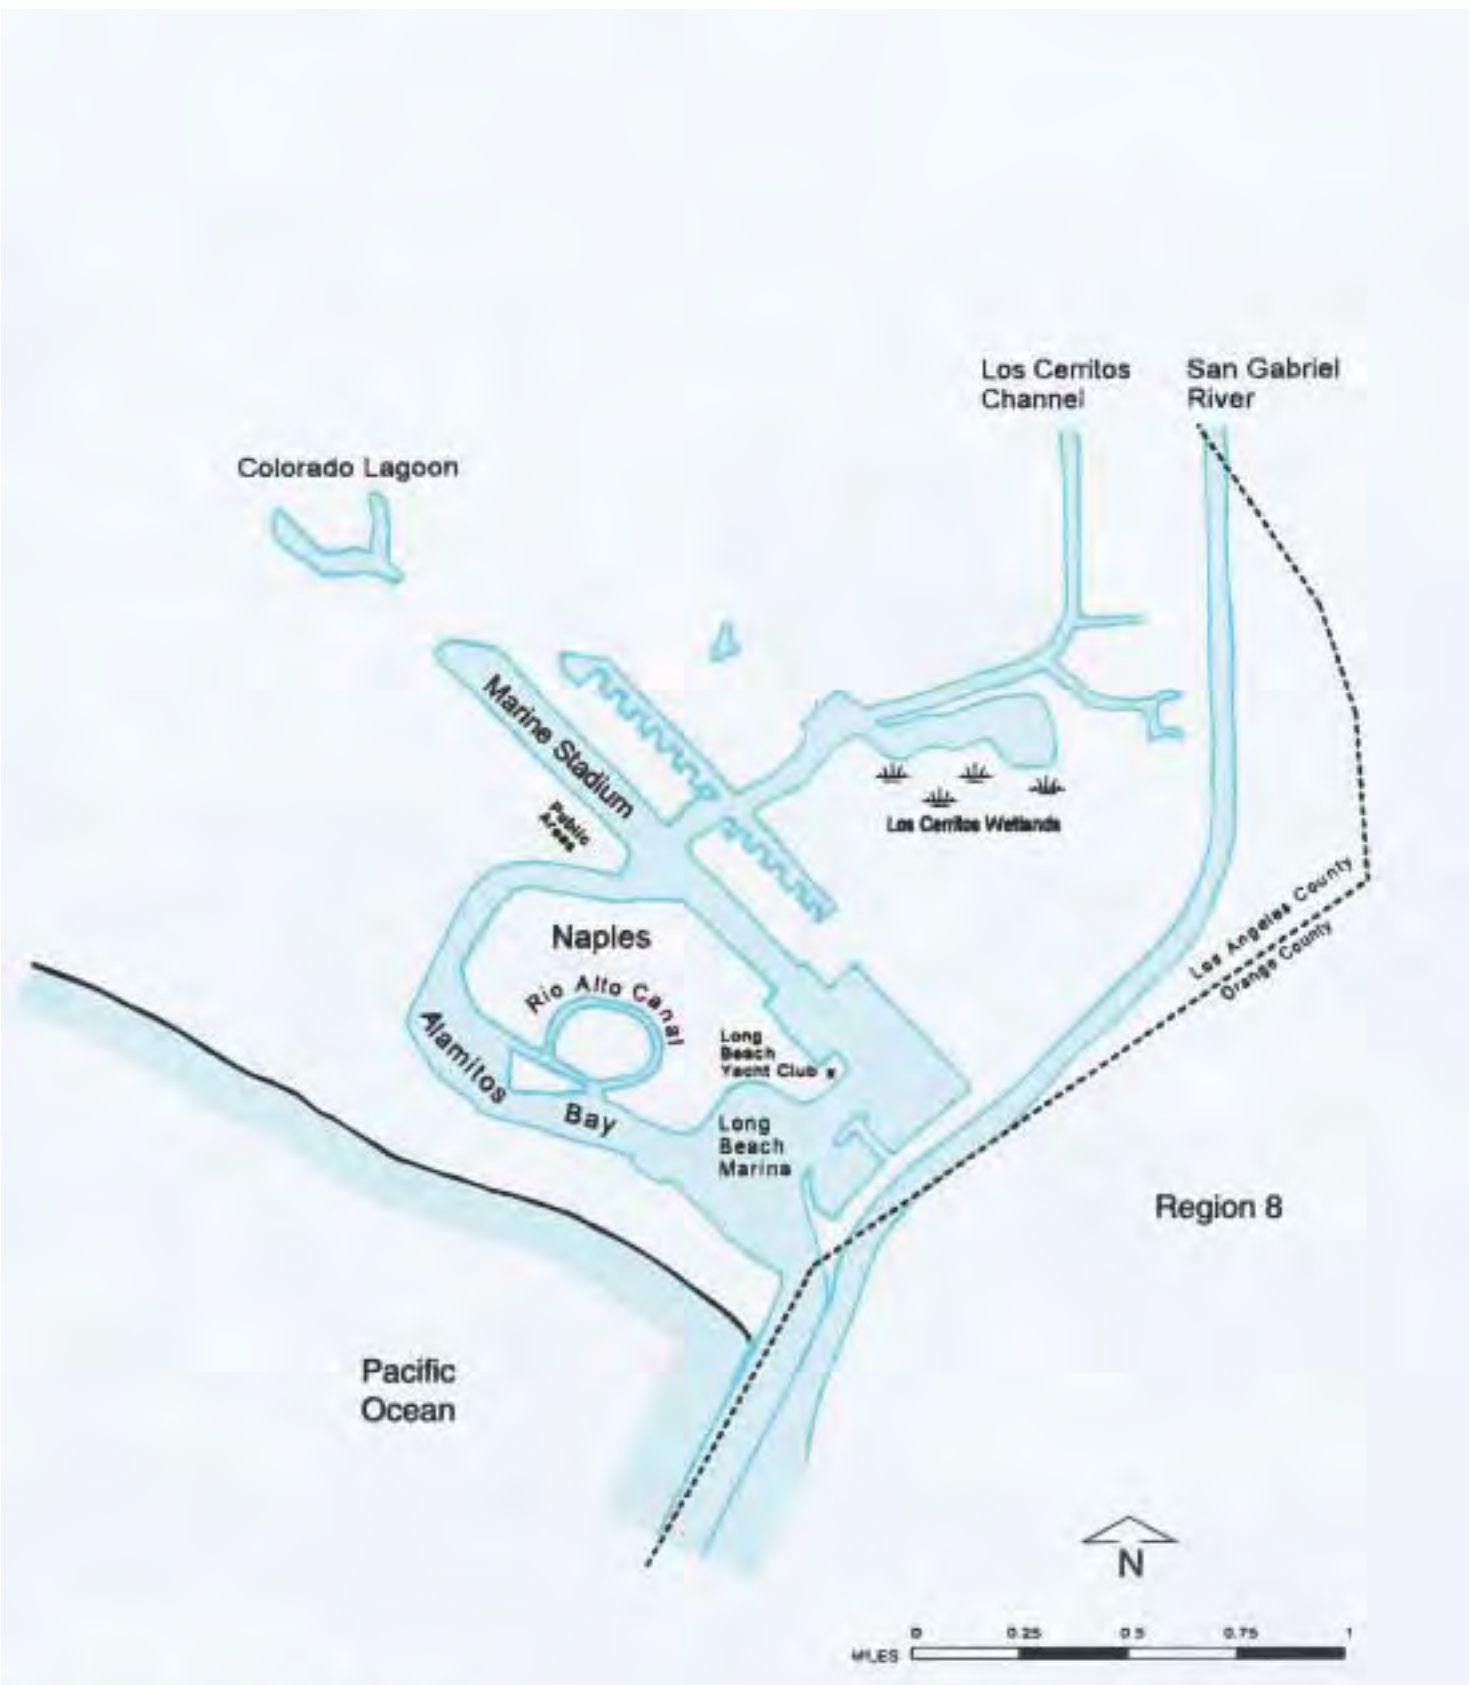 Los Cerritos
Channel
San Gabriel
River
Colorado Lagoon
Marine Stadium
Public
Areas
Los Cerritos Wetlands
Los Angeles County
Orange County
Naples
Rio Alto Canal
Alamitos
Bay
Long
Beach
Yacht Club
Long
Beach
Marina
Region 8
Pacific
Ocean
N
0 0.25 0.5 0.75 1
MILES